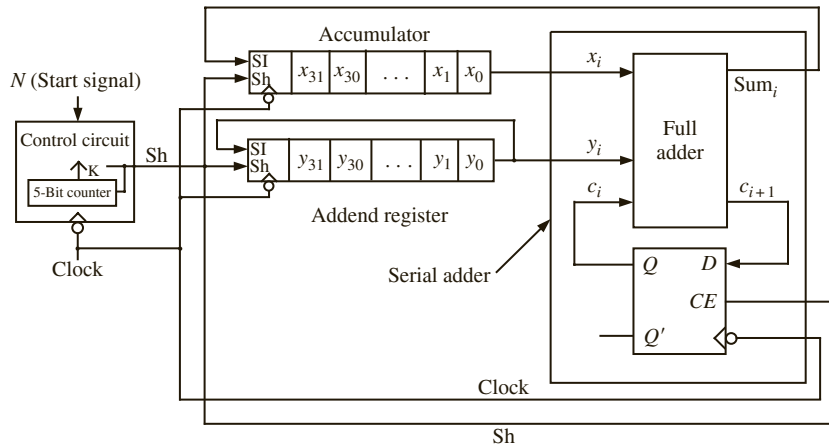 Accumulator
N (Start signal)
Control circuit
K
5-Bit counter
Sh
Clock
SI
Sh
x31 x30 . . . x1 x0
SI
Sh
y31 y30 . . . y1 y0
Addend register
xi
yi
ci
Full
adder
Sumi
ci+1
Serial adder
Q
D
CE
Q′
Clock
Sh